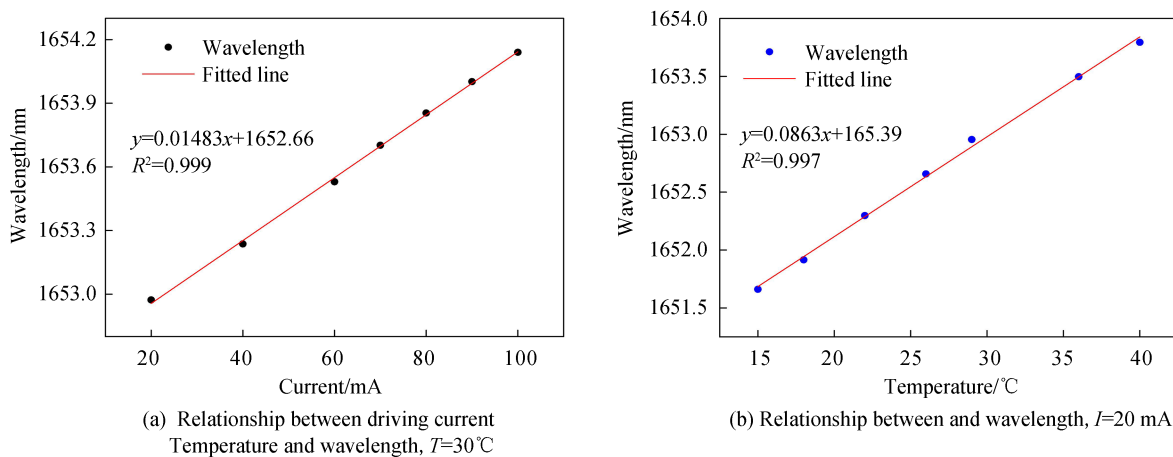 1654.2
1653.9
1653.6
1653.3
1653.0
Wavelength/nm
Wavelength
Fitted line
y=0.01483x+1652.66
R²=0.999
20 40 60 80 100
Current/mA
(a) Relationship between driving current
Temperature and wavelength, T=30℃
1654.0
1653.5
1653.0
1652.5
1652.0
1651.5
Wavelength/nm
Wavelength
Fitted line
y=0.0863x+165.39
R²=0.997
15 20 25 30 35 40
Temperature/℃
(b) Relationship between and wavelength, I=20 mA